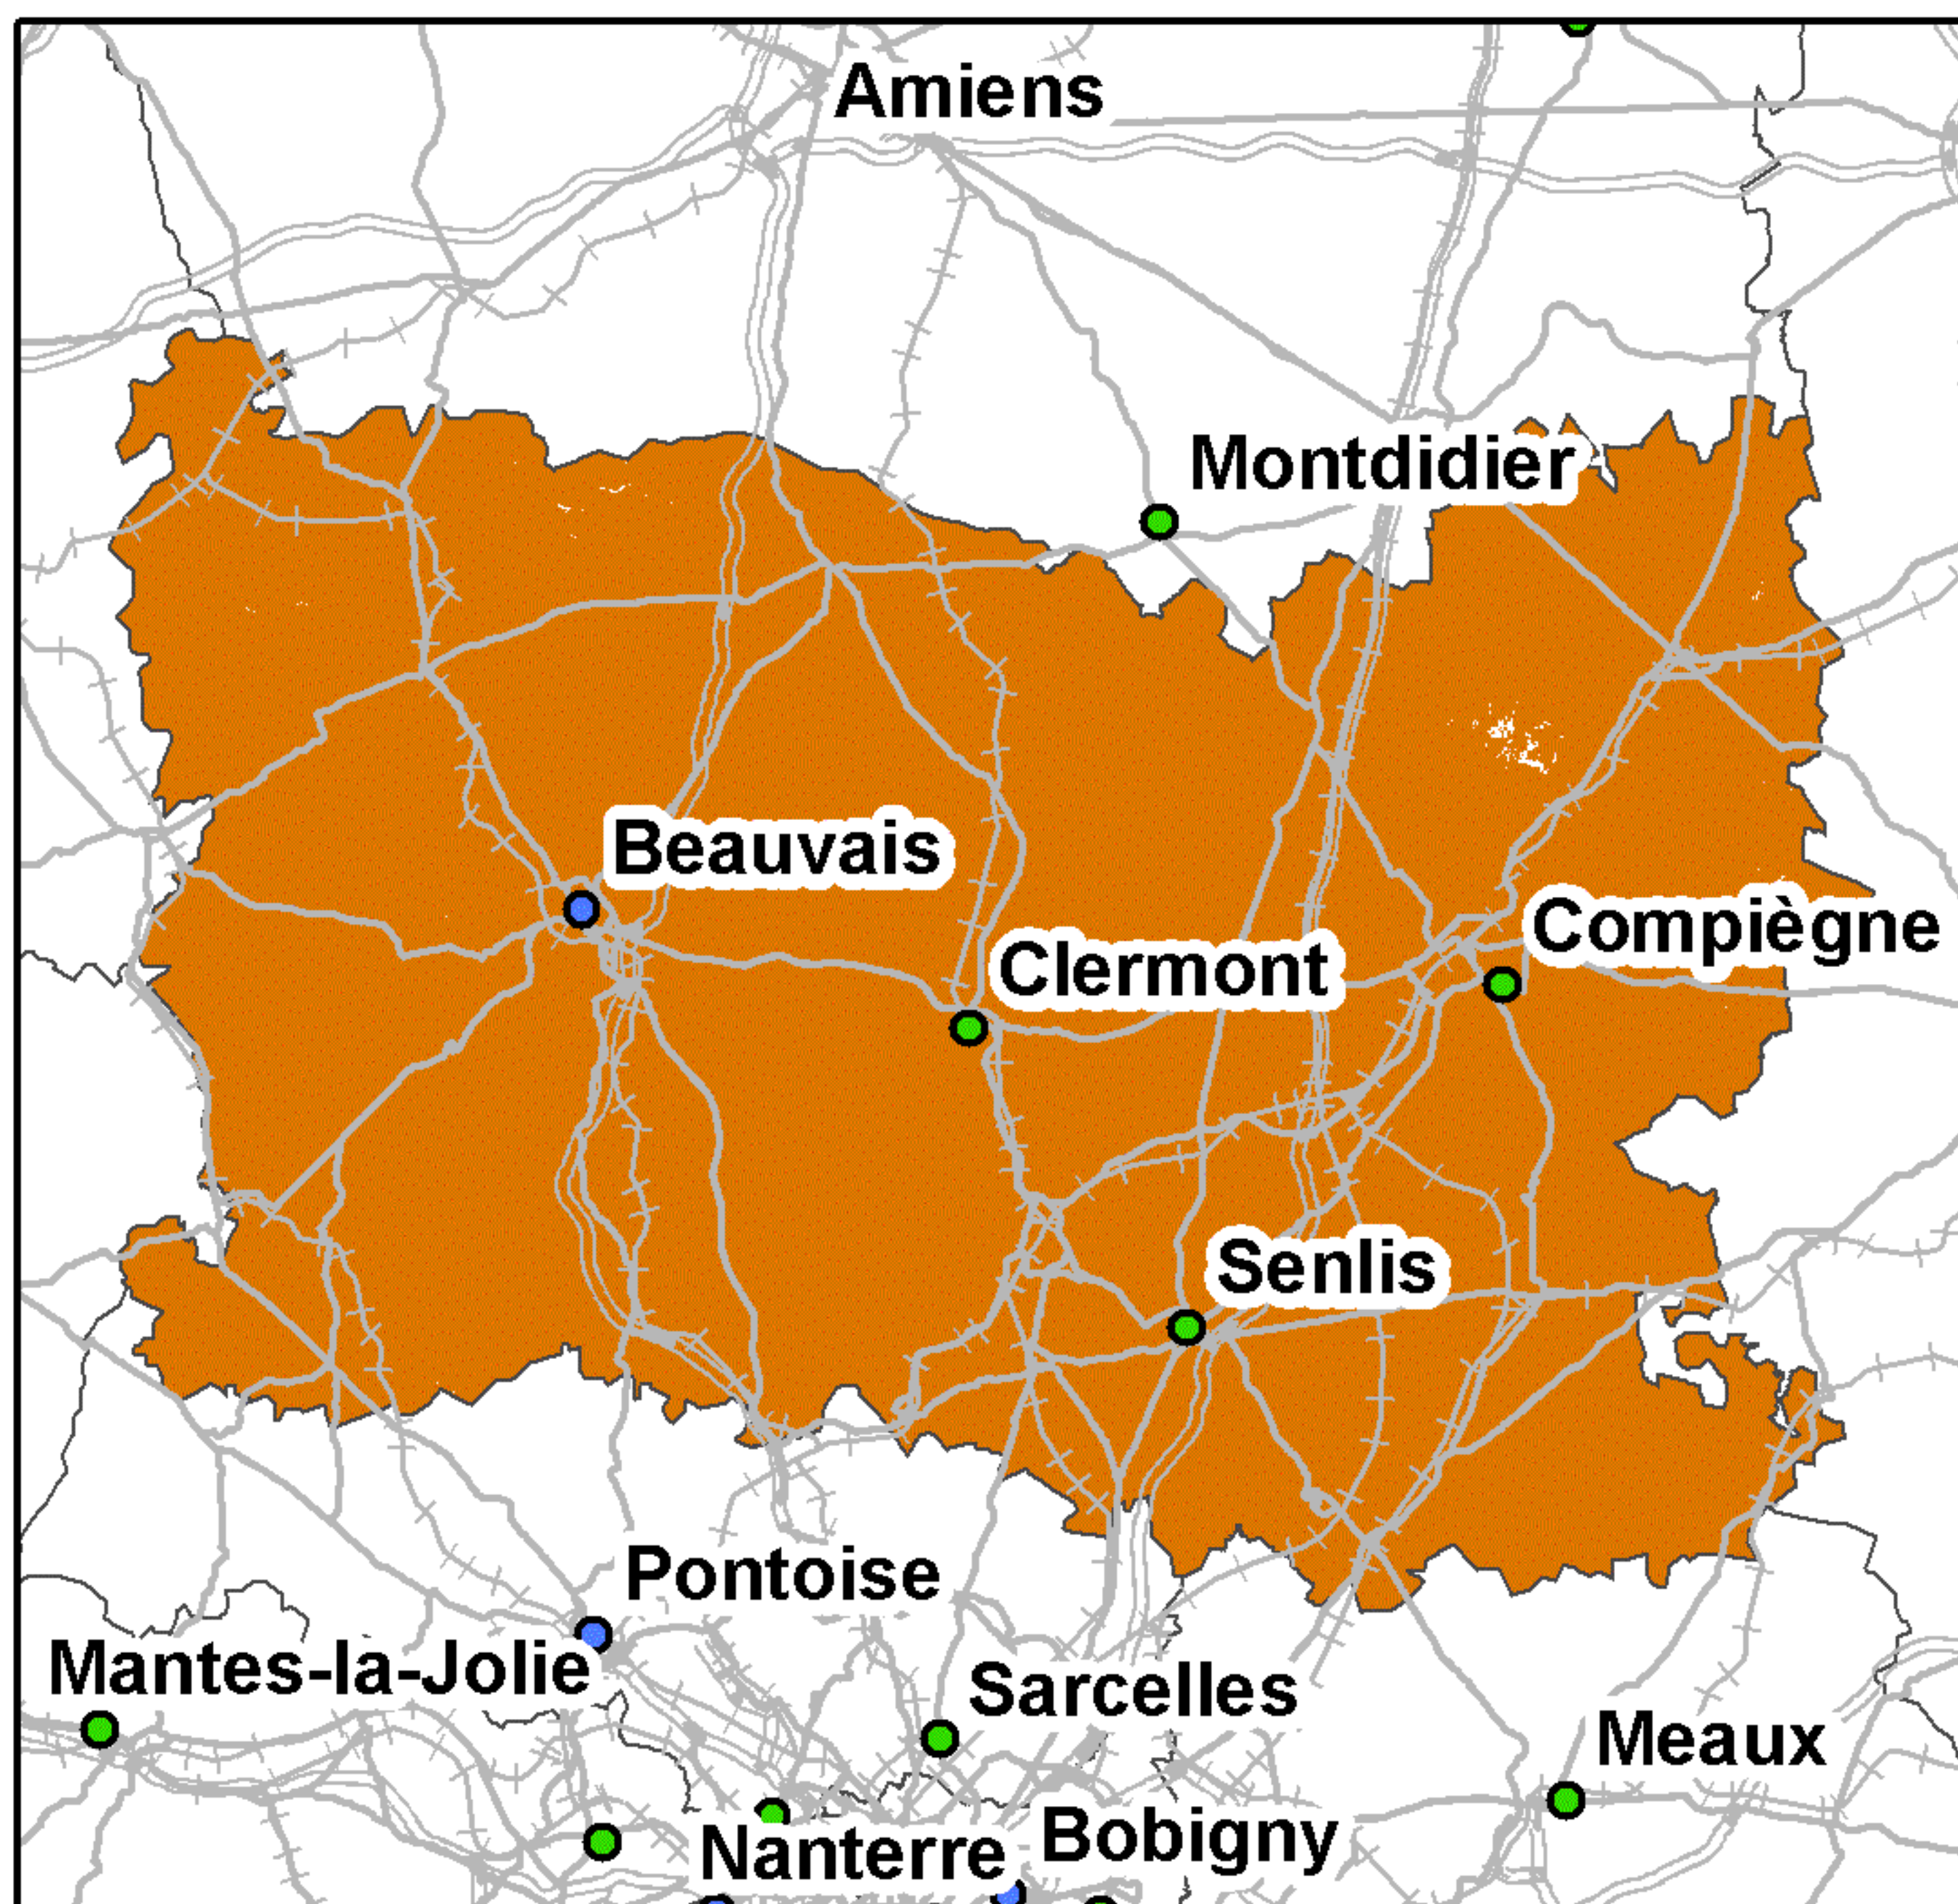 Amiens
Montdidier
Beauvais
Compiègne
Clermont
Senlis
Pontoise
Mantes-la-Jolie
Sarcelles
Meaux
Bobigny
Nanterre